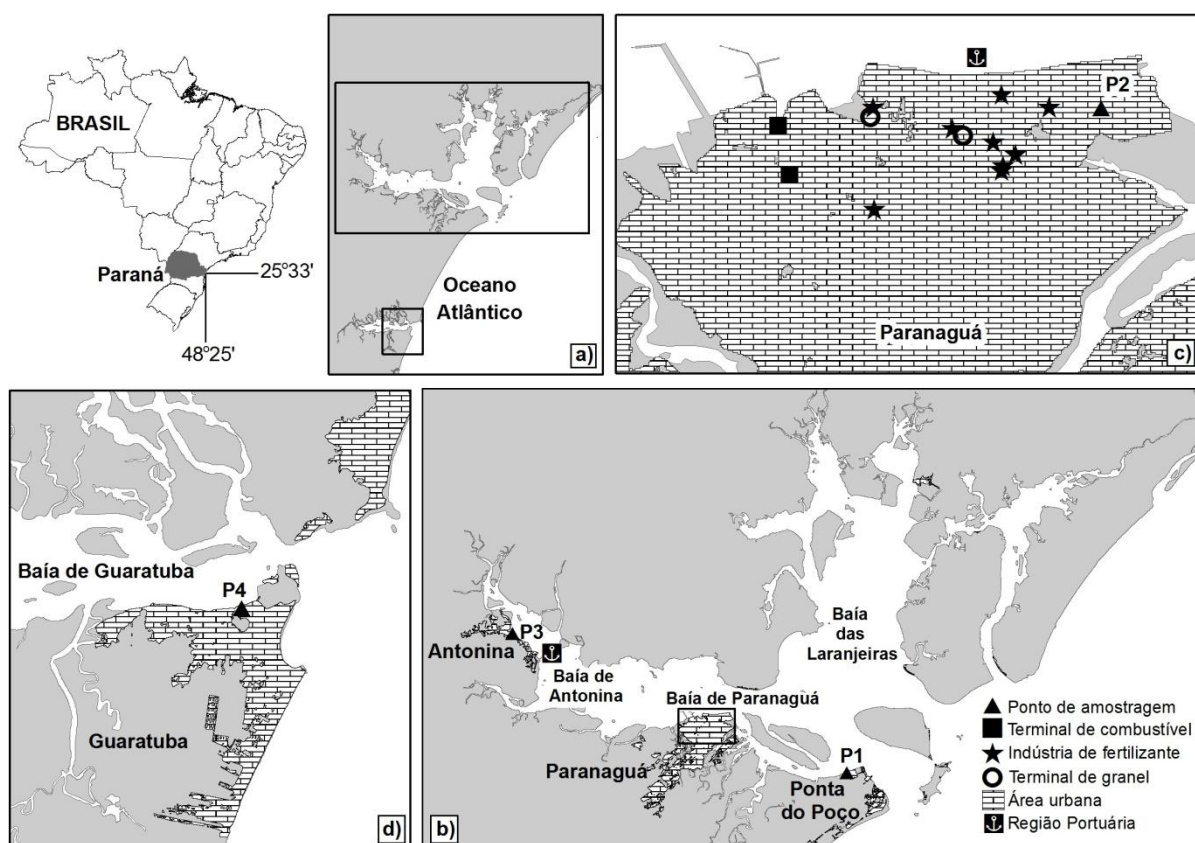 BRASIL
Paraná
25°33'
48°25'
Oceano
Atlântico
a)
P2
Paranaguá
c)
Baía de Guaratuba
P4
Guaratuba
d)
P3
Antonina
Baía de
Antonina
Baía
das
Laranjeiras
Baía de Paranaguá
Paranaguá
P1
Ponta
do Poço
b)
Ponto de amostragem
Terminal de combustível
Indústria de fertilizante
Terminal de granel
Área urbana
Região Portuária